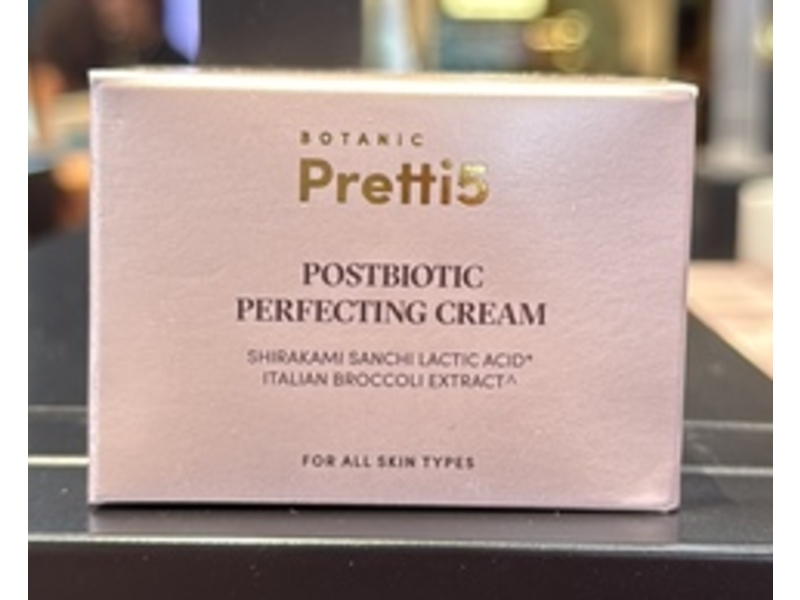 BOTANIC
Pretti5
POSTBIOTIC
PERFECTING CREAM
SHIRAKAMI SANCHI LACTIC ACID*
ITALIAN BROCCOLI EXTRACT^
FOR ALL SKIN TYPES